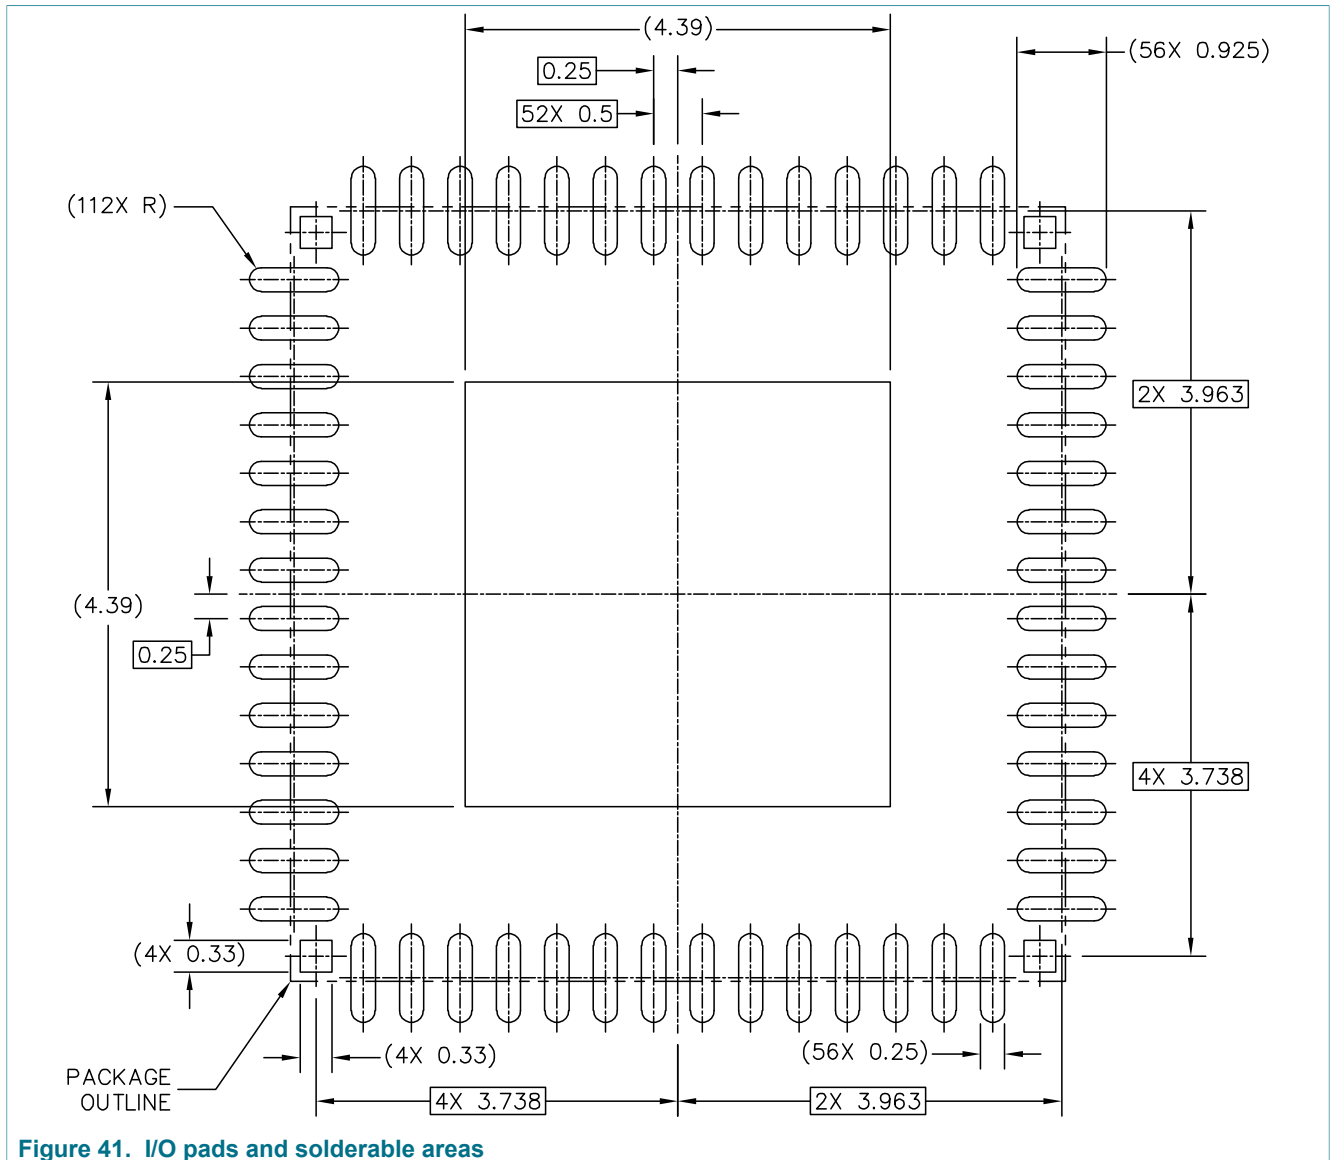 (4.39)
0.25
(56X 0.925)
52X 0.5
(112X R)
2X 3.963
(4.39)
0.25
4X 3.738
(4X 0.33)
(4X 0.33)
(56X 0.25)
PACKAGE
OUTLINE
4X 3.738
2X 3.963
Figure 41. I/O pads and solderable areas